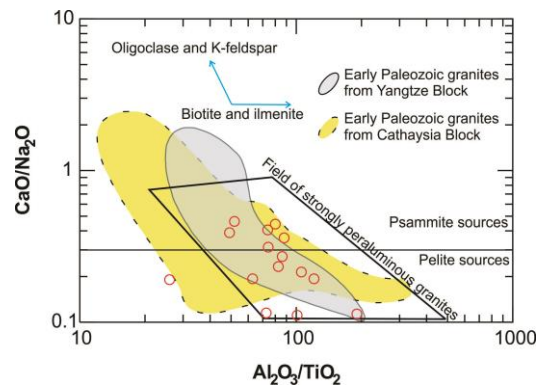 10
Oligoclase and K-feldspar
Early Paleozoic granites
from Yangtze Block
Biotite and ilmenite
Early Paleozoic granites
from Cathaysia Block
1
CaO/Na₂O
Field of strongly peraluminous granites
Psammite sources
Pelite sources
0.1
10
100
1000
Al₂O₃/TiO₂